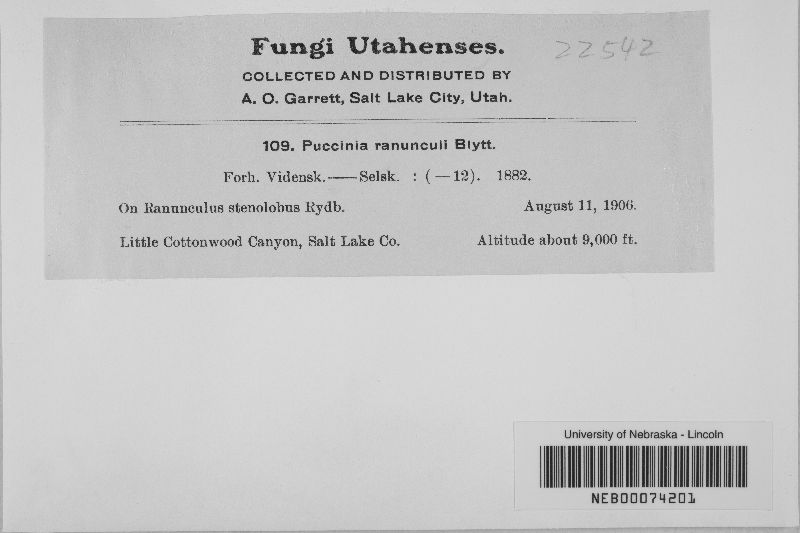 Fungi Utahenses. 22542
COLLECTED AND DISTRIBUTED BY
A. O. Garrett, Salt Lake City, Utah.
109. Puccinia ranunculi Blytt.
Forh. Vidensk.——Selsk. : (—12). 1882.
On Ranunculus stenolobus Rydb. August 11, 1906.
Little Cottonwood Canyon, Salt Lake Co. Altitude about 9,000 ft.
University of Nebraska - Lincoln
NEB00074201